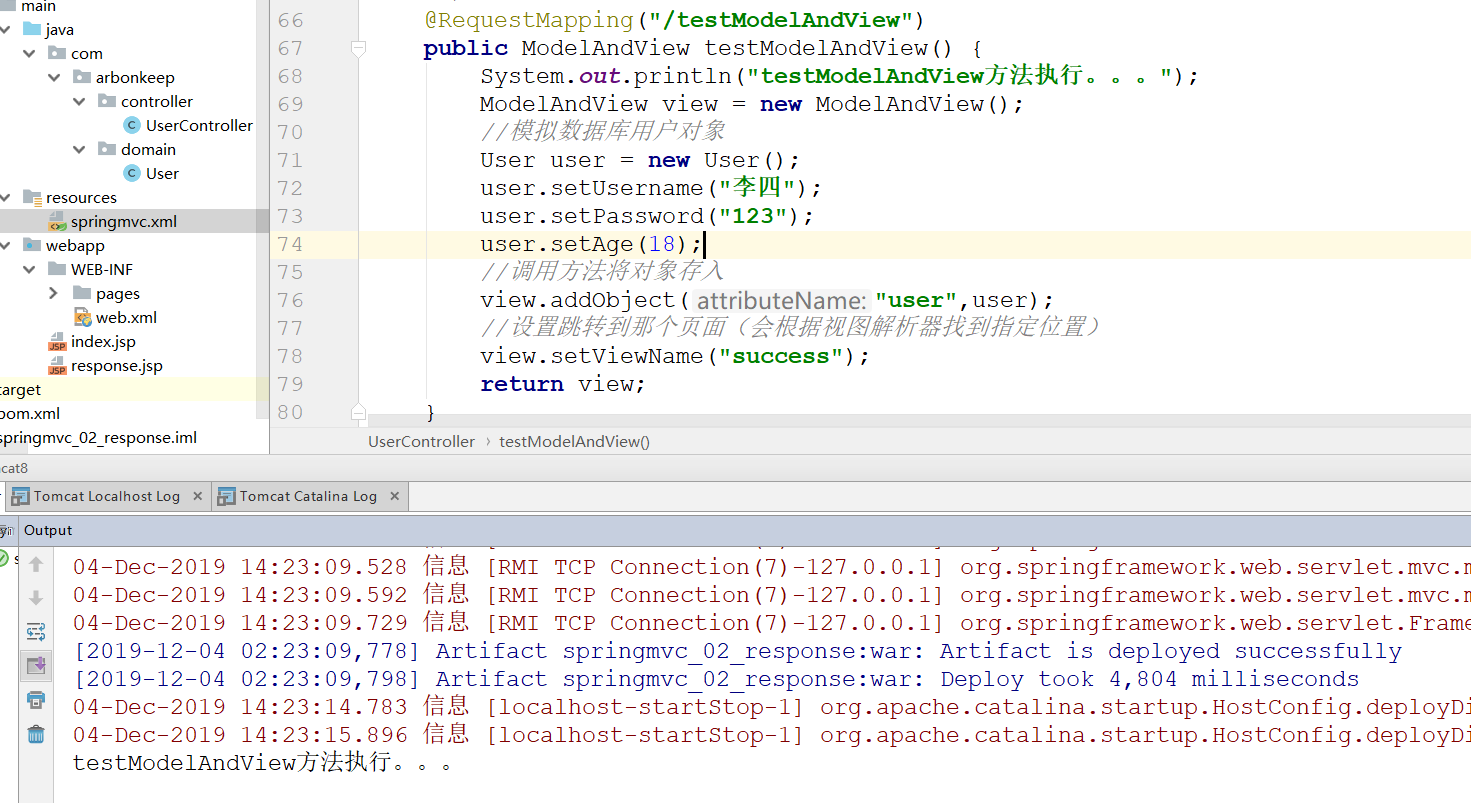 main
java
com
arbonkeep
controller
UserController
domain
User
resources
springmvc.xml
webapp
WEB-INF
pages
web.xml
index.jsp
response.jsp
target
pom.xml
springmvc_02_response.iml
66 @RequestMapping("/testModelAndView")
67 public ModelAndView testModelAndView() {
68 System.out.println("testModelAndView方法执行。。。");
69 ModelAndView view = new ModelAndView();
70 //模拟数据库用户对象
71 User user = new User();
72 user.setUsername("李四");
73 user.setPassword("123");
74 user.setAge(18);
75 //调用方法将对象存入
76 view.addObject( attributeName: "user",user);
77 //设置跳转到那个页面（会根据视图解析器找到指定位置）
78 view.setViewName("success");
79 return view;
80 }
UserController › testModelAndView()
cat8
Tomcat Localhost Log × Tomcat Catalina Log ×
Output
04-Dec-2019 14:23:09.528 信息 [RMI TCP Connection(7)-127.0.0.1] org.springframework.web.servlet.mvc.m
04-Dec-2019 14:23:09.592 信息 [RMI TCP Connection(7)-127.0.0.1] org.springframework.web.servlet.mvc.m
04-Dec-2019 14:23:09.729 信息 [RMI TCP Connection(7)-127.0.0.1] org.springframework.web.servlet.Frame
[2019-12-04 02:23:09,778] Artifact springmvc_02_response:war: Artifact is deployed successfully
[2019-12-04 02:23:09,798] Artifact springmvc_02_response:war: Deploy took 4,804 milliseconds
04-Dec-2019 14:23:14.783 信息 [localhost-startStop-1] org.apache.catalina.startup.HostConfig.deployDi
04-Dec-2019 14:23:15.896 信息 [localhost-startStop-1] org.apache.catalina.startup.HostConfig.deployDi
testModelAndView方法执行。。。